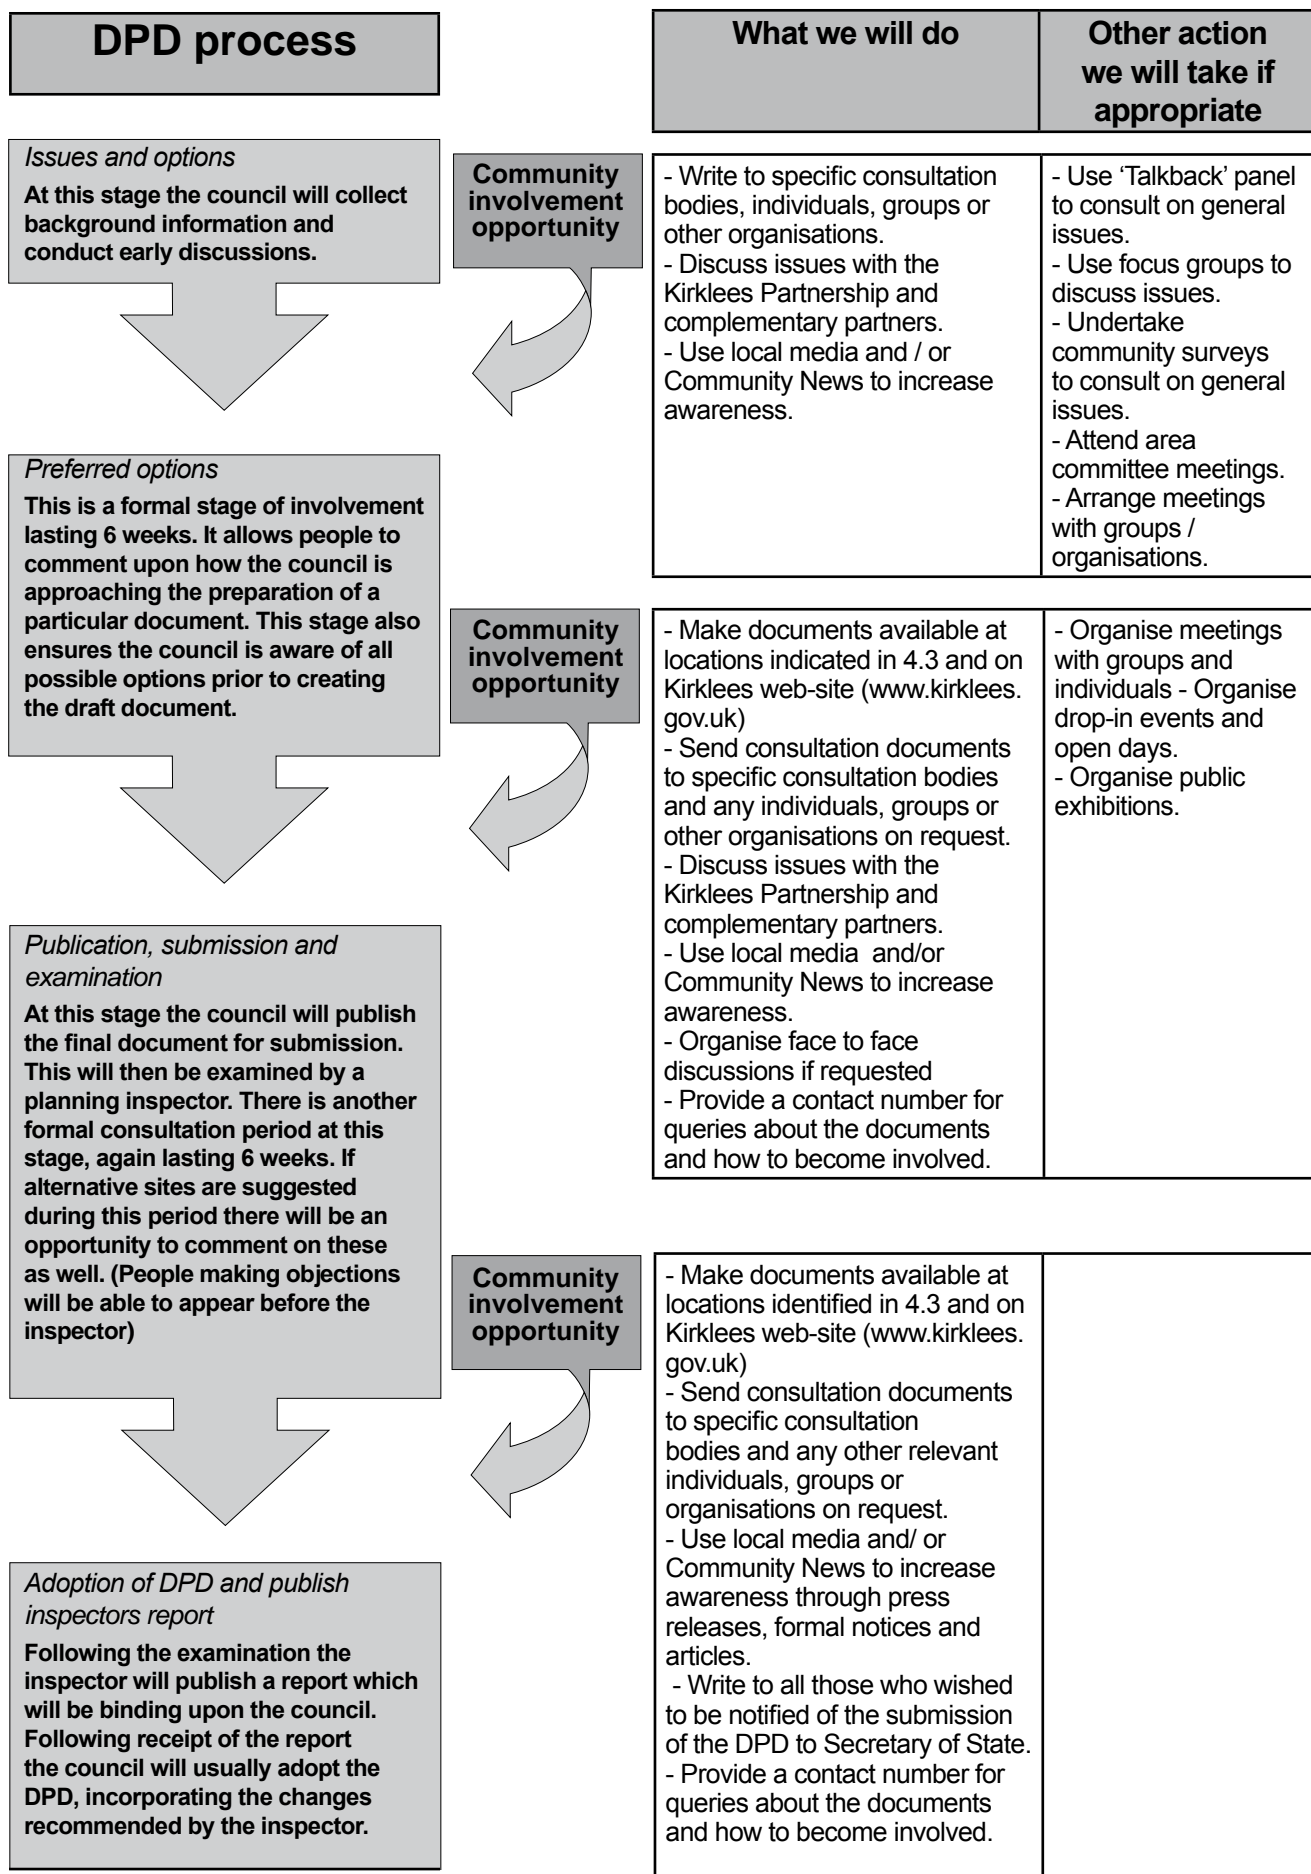 DPD process
What we will do
Other action
we will take if
appropriate
Issues and options
At this stage the council will collect
background information and
conduct early discussions.
Community
involvement
opportunity
- Write to specific consultation
bodies, individuals, groups or
other organisations.
- Discuss issues with the
Kirklees Partnership and
complementary partners.
- Use local media and / or
Community News to increase
awareness.
- Use ‘Talkback’ panel
to consult on general
issues.
- Use focus groups to
discuss issues.
- Undertake
community surveys
to consult on general
issues.
- Attend area
committee meetings.
- Arrange meetings
with groups /
organisations.
Preferred options
This is a formal stage of involvement
lasting 6 weeks. It allows people to
comment upon how the council is
approaching the preparation of a
particular document. This stage also
ensures the council is aware of all
possible options prior to creating
the draft document.
Community
involvement
opportunity
- Make documents available at
locations indicated in 4.3 and on
Kirklees web-site (www.kirklees.
gov.uk)
- Send consultation documents
to specific consultation bodies
and any individuals, groups or
other organisations on request.
- Discuss issues with the
Kirklees Partnership and
complementary partners.
- Use local media  and/or
Community News to increase
awareness.
- Organise face to face
discussions if requested
- Provide a contact number for
queries about the documents
and how to become involved.
- Organise meetings
with groups and
individuals - Organise
drop-in events and
open days.
- Organise public
exhibitions.
Publication, submission and
examination
At this stage the council will publish
the final document for submission.
This will then be examined by a
planning inspector. There is another
formal consultation period at this
stage, again lasting 6 weeks. If
alternative sites are suggested
during this period there will be an
opportunity to comment on these
as well. (People making objections
will be able to appear before the
inspector)
Community
involvement
opportunity
- Make documents available at
locations identified in 4.3 and on
Kirklees web-site (www.kirklees.
gov.uk)
- Send consultation documents
to specific consultation
bodies and any other relevant
individuals, groups or
organisations on request.
- Use local media and/ or
Community News to increase
awareness through press
releases, formal notices and
articles.
- Write to all those who wished
to be notified of the submission
of the DPD to Secretary of State.
- Provide a contact number for
queries about the documents
and how to become involved.
Adoption of DPD and publish
inspectors report
Following the examination the
inspector will publish a report which
will be binding upon the council.
Following receipt of the report
the council will usually adopt the
DPD, incorporating the changes
recommended by the inspector.